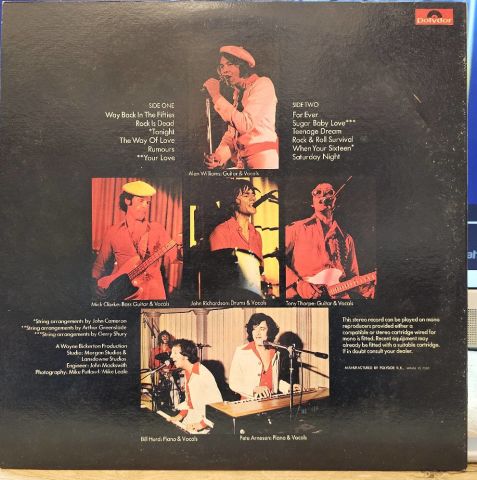 Polydor
SIDE ONE
Way Back In The Fifties
Rock Is Dead
*Tonight
The Way Of Love
Rumours
**Your Love
SIDE TWO
For Ever
Sugar Baby Love***
Teenage Dream
Rock & Roll Survival
When Your Sixteen*
Saturday Night
Alan Williams: Guitar & Vocals
Mick Clarke: Bass Guitar & Vocals
John Richardson: Drums & Vocals
Tony Thorpe: Guitar & Vocals
*String arrangements by John Cameron
**String arrangements by Arthur Greenslade
***String arrangements by Gerry Shury
A Wayne Bickerton Production
Studio: Morgan Studios &
Lansdowne Studios
Engineer: John Mackswith
Photography: Mike Putland/Mike Leale
This stereo record can be played on mono
reproducers provided either a
compatible or stereo cartridge wired for
mono is fitted. Recent equipment may
already be fitted with a suitable cartridge.
If in doubt consult your dealer.
MANUFACTURED BY POLYDOR K.K.,
Bill Hurd: Piano & Vocals
Pete Arnesen: Piano & Vocals